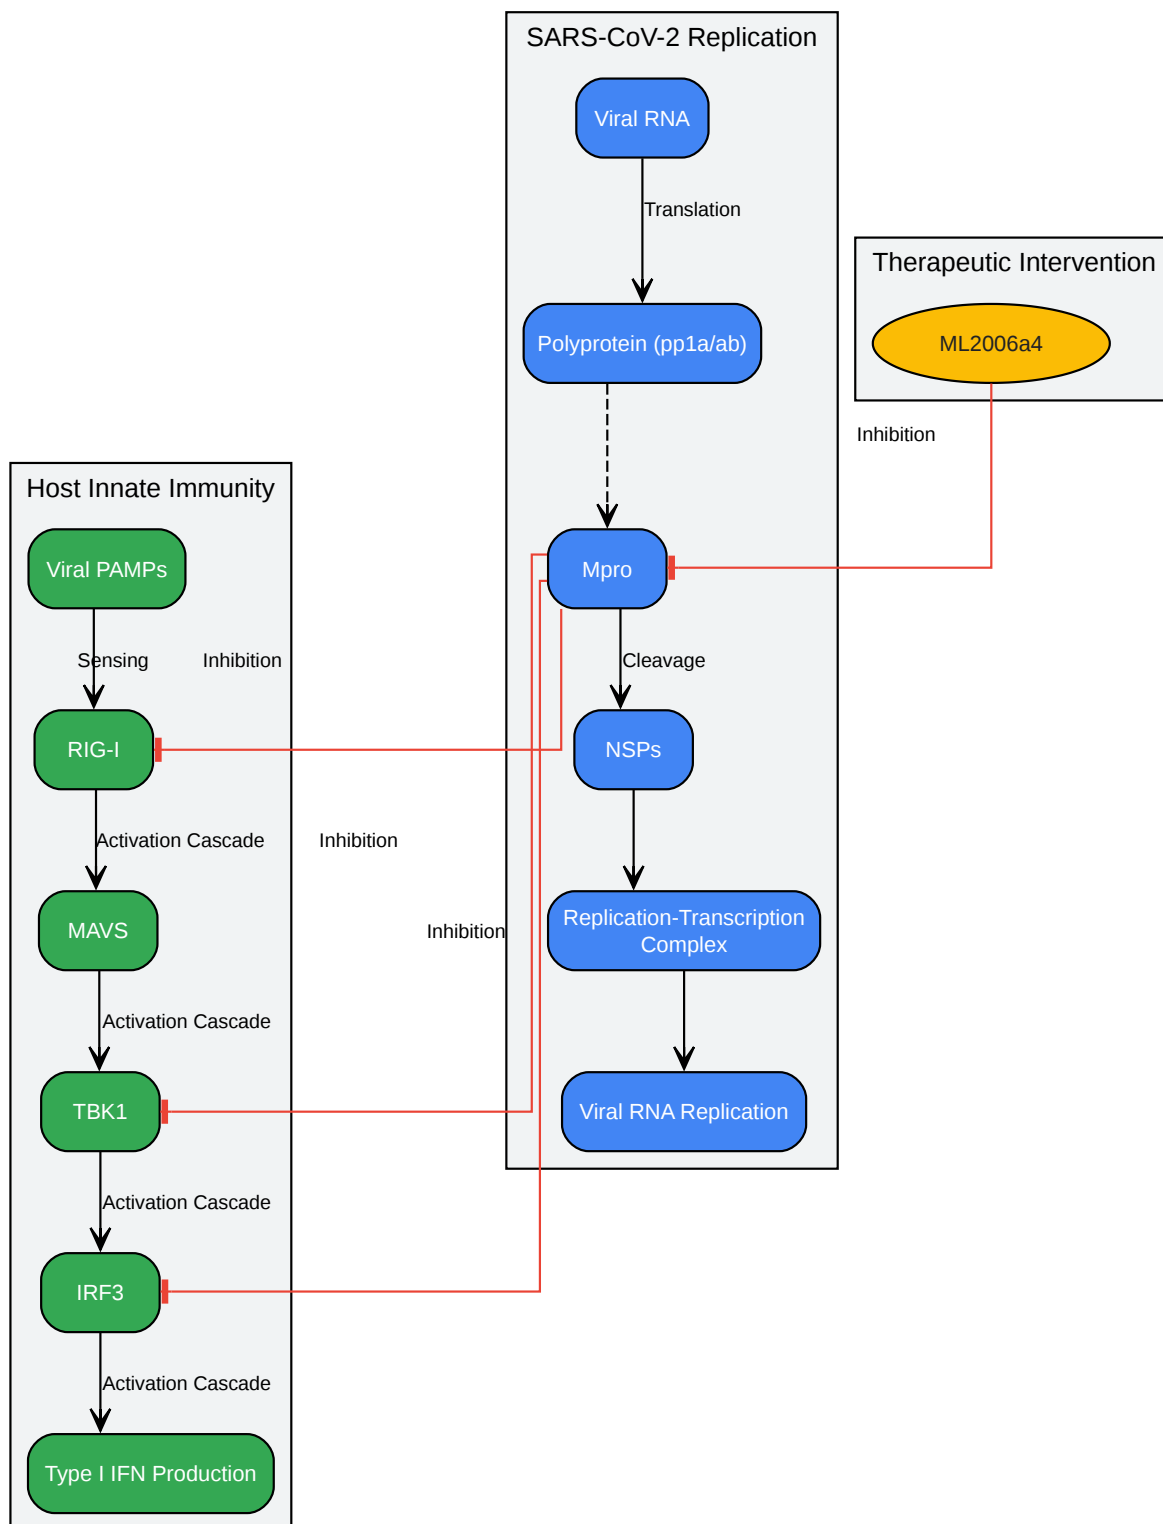 SARS-CoV-2 Replication
Viral RNA
Translation
Polyprotein (pp1a/ab)
Mpro
Cleavage
NSPs
Replication-Transcription
Complex
Viral RNA Replication
Therapeutic Intervention
ML2006a4
Inhibition
Host Innate Immunity
Viral PAMPs
Sensing
Inhibition
RIG-I
Activation Cascade
Inhibition
MAVS
Inhibition
Activation Cascade
TBK1
Activation Cascade
IRF3
Activation Cascade
Type I IFN Production